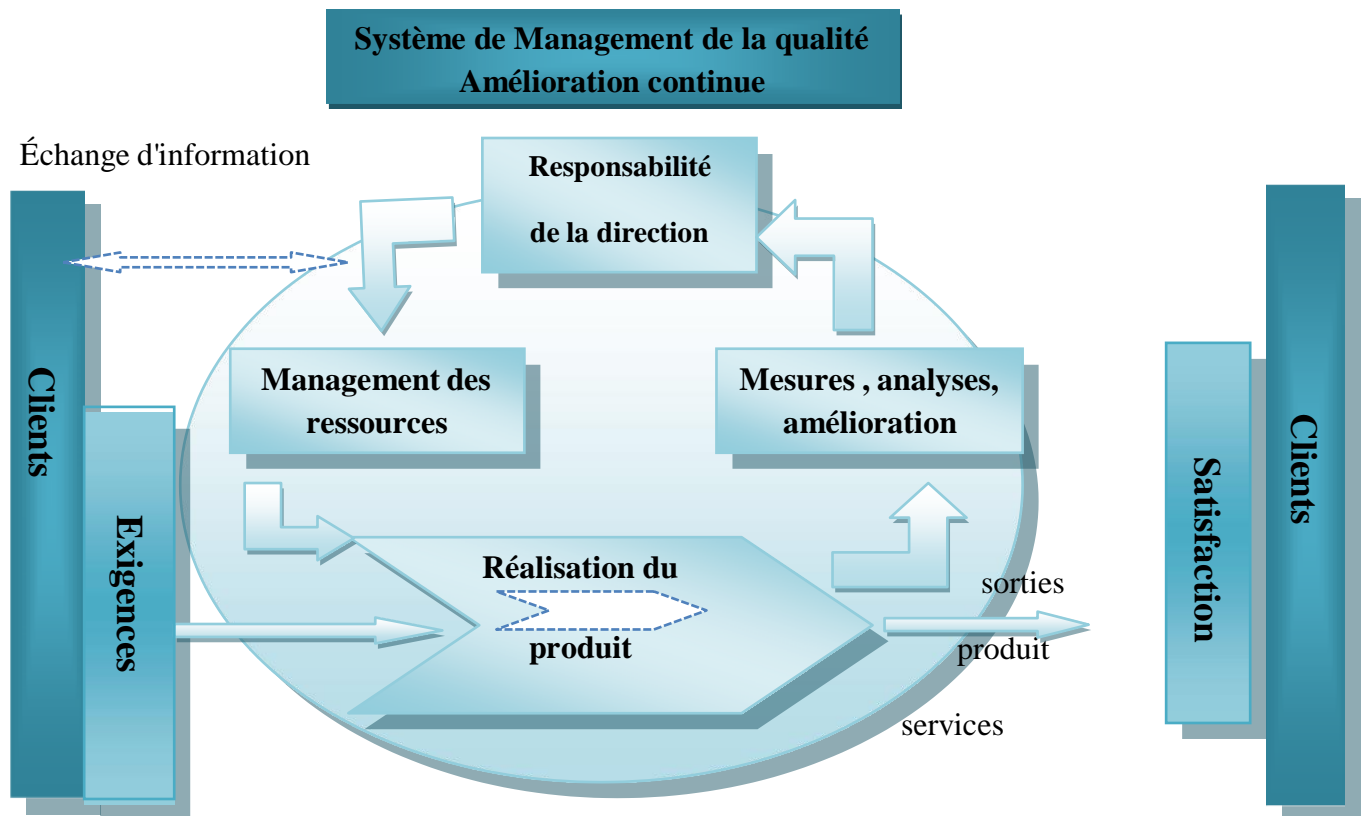 Système de Management de la qualité
Amélioration continue
Échange d'information
Responsabilité
de la direction
Clients
Exigences
Management des
ressources
Mesures , analyses,
amélioration
Réalisation du
produit
sorties
produit
services
Satisfaction
Clients